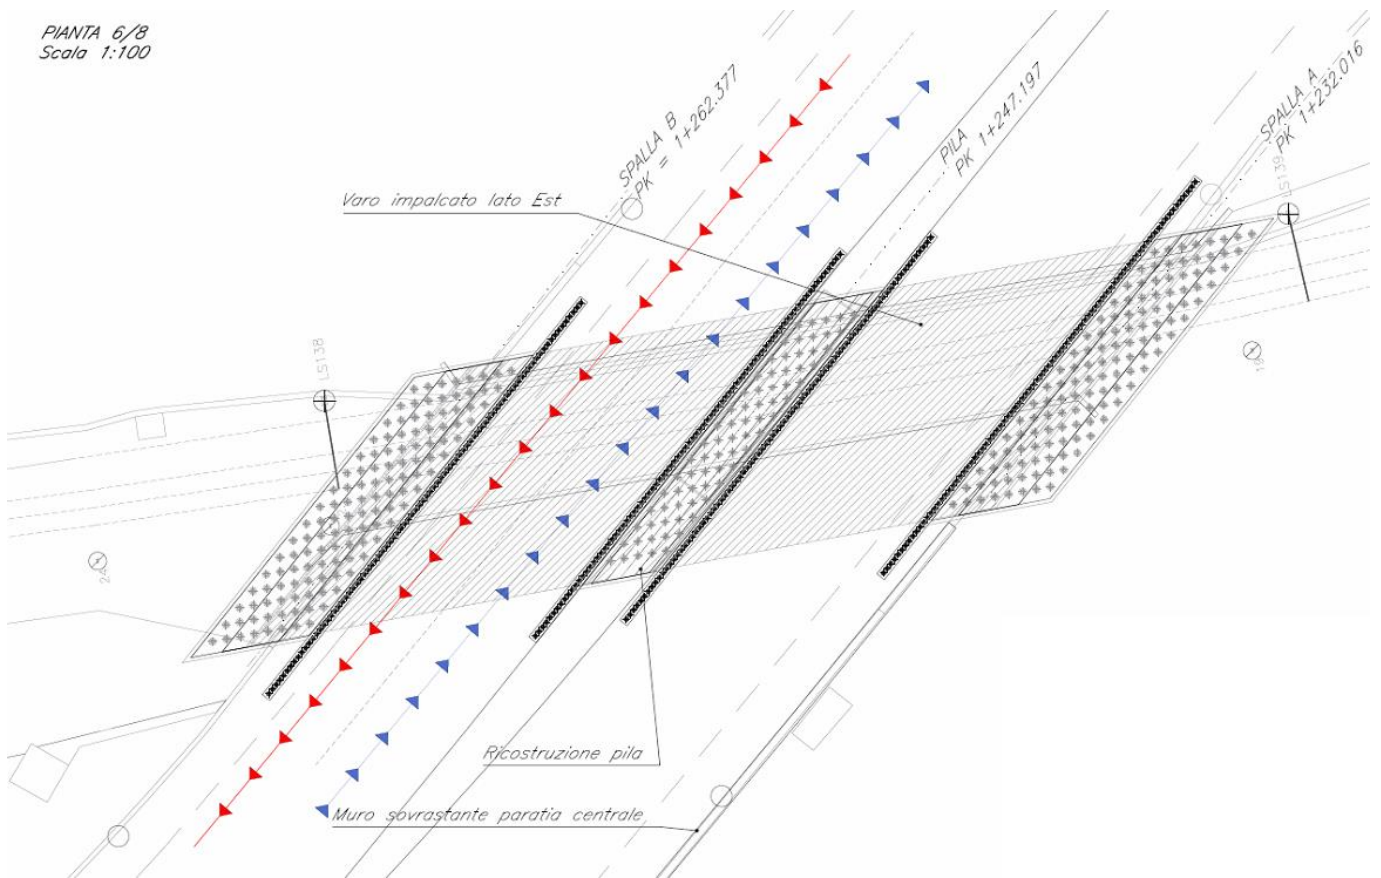 PIANTA 6/8
Scala 1:100
SPALLA B
PK = 1+262.377
PILA
PK 1+247.197
SPALLA A
PK 1+232.016
Varo impalcato lato Est
LS138
LS139
24
Ricostruzione pila
Muro sovrastante paratia centrale